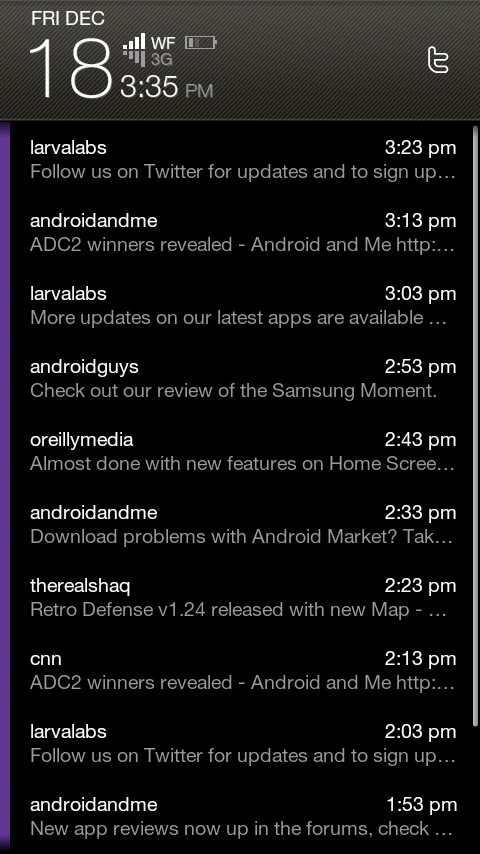 FRI DEC
18
WF
3G
3:35 PM
larvalabs 3:23 pm
Follow us on Twitter for updates and to sign up...
androidandme 3:13 pm
ADC2 winners revealed - Android and Me http:...
larvalabs 3:03 pm
More updates on our latest apps are available ...
androidguys 2:53 pm
Check out our review of the Samsung Moment.
oreillymedia 2:43 pm
Almost done with new features on Home Scree...
androidandme 2:33 pm
Download problems with Android Market? Tak...
therealshaq 2:23 pm
Retro Defense v1.24 released with new Map - ...
cnn 2:13 pm
ADC2 winners revealed - Android and Me http:...
larvalabs 2:03 pm
Follow us on Twitter for updates and to sign up...
androidandme 1:53 pm
New app reviews now up in the forums, check ...